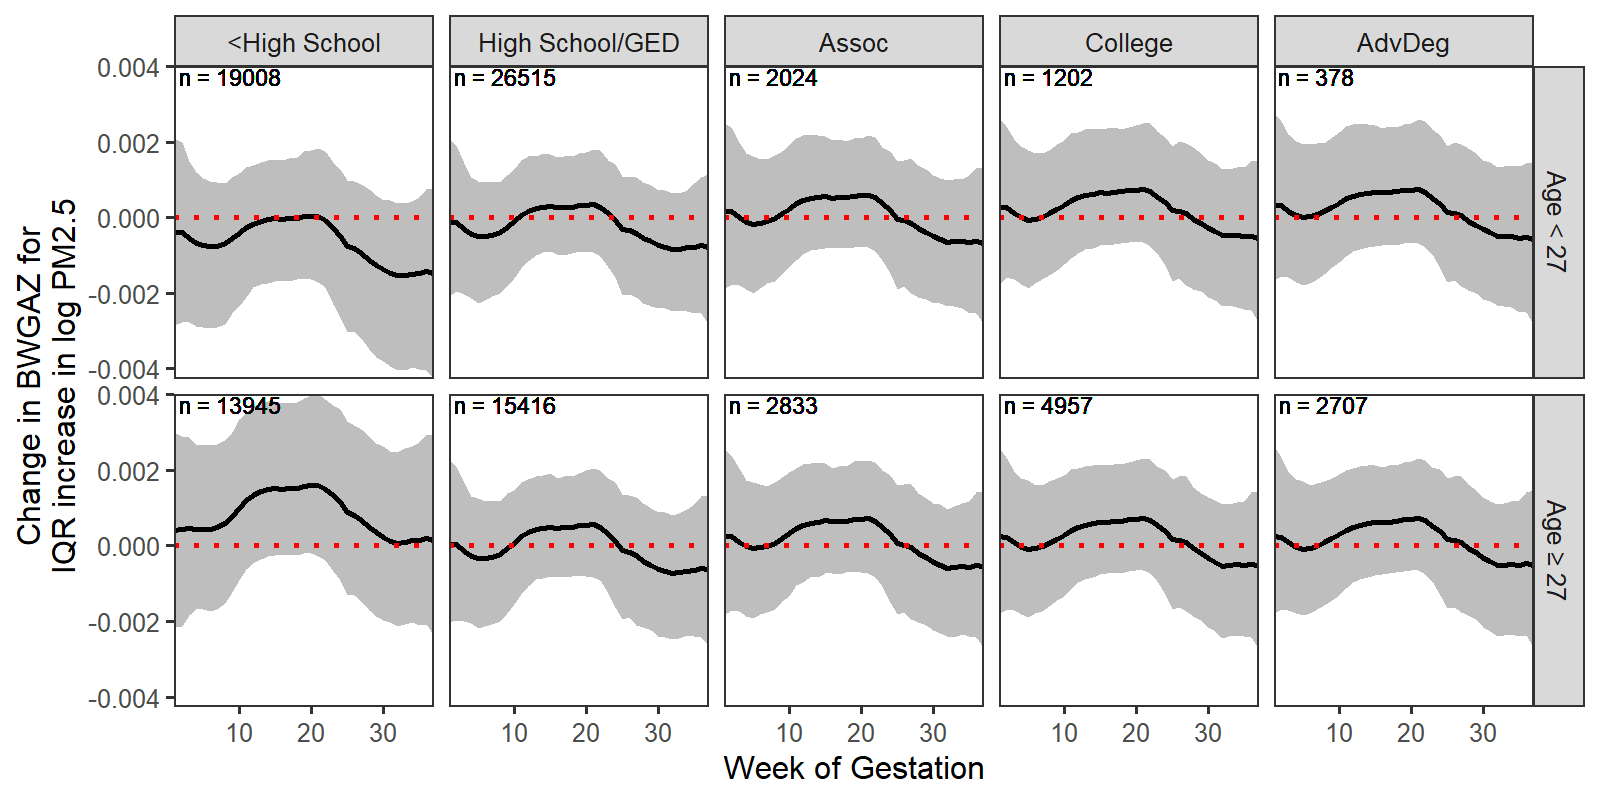 <High School
High School/GED
Assoc
College
AdvDeg
n = 19008
n = 26515
n = 2024
n = 1202
n = 378
0.004
0.002
0.000
-0.002
-0.004
Age < 27
n = 13945
n = 15416
n = 2833
n = 4957
n = 2707
0.004
0.002
0.000
-0.002
-0.004
Age ≥ 27
Change in BWGAZ for
IQR increase in log PM2.5
10 20 30
10 20 30
10 20 30
10 20 30
10 20 30
Week of Gestation